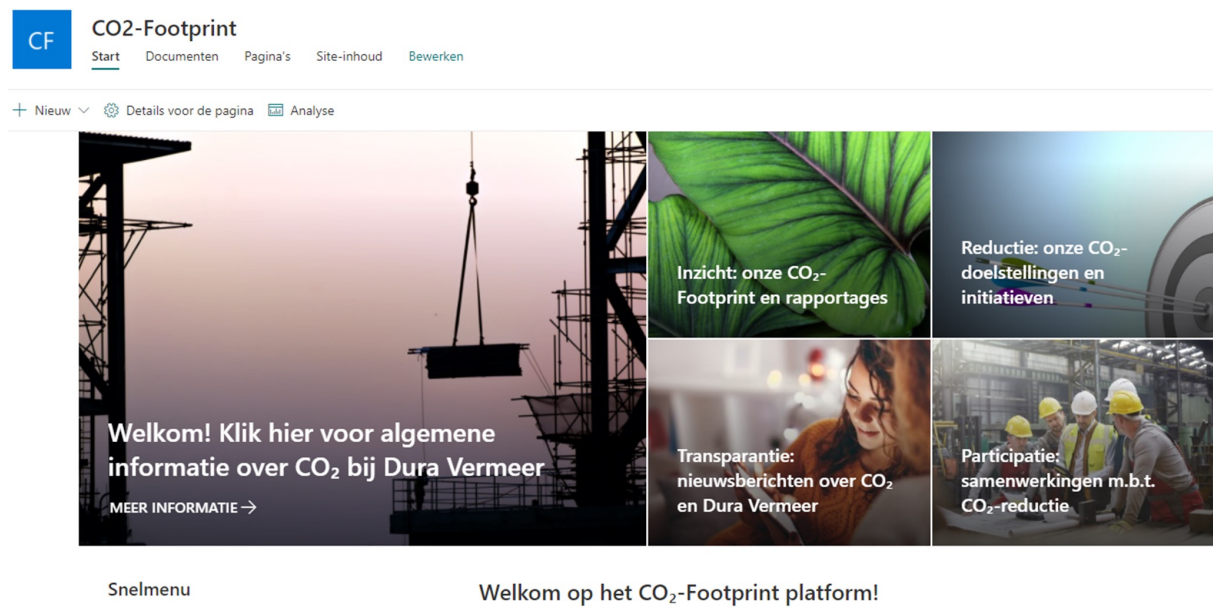 CF
CO2-Footprint
Start Documenten Pagina's Site-inhoud Bewerken
Nieuw Details voor de pagina Analyse
Welkom! Klik hier voor algemene
informatie over CO₂ bij Dura Vermeer
MEER INFORMATIE
Inzicht: onze CO₂-
Footprint en rapportages
Reductie: onze CO₂-
doelstellingen en
initiatieven
Transparantie:
nieuwsberichten over CO₂
en Dura Vermeer
Participatie:
samenwerkingen m.b.t.
CO₂-reductie
Snelmenu
Welkom op het CO₂-Footprint platform!